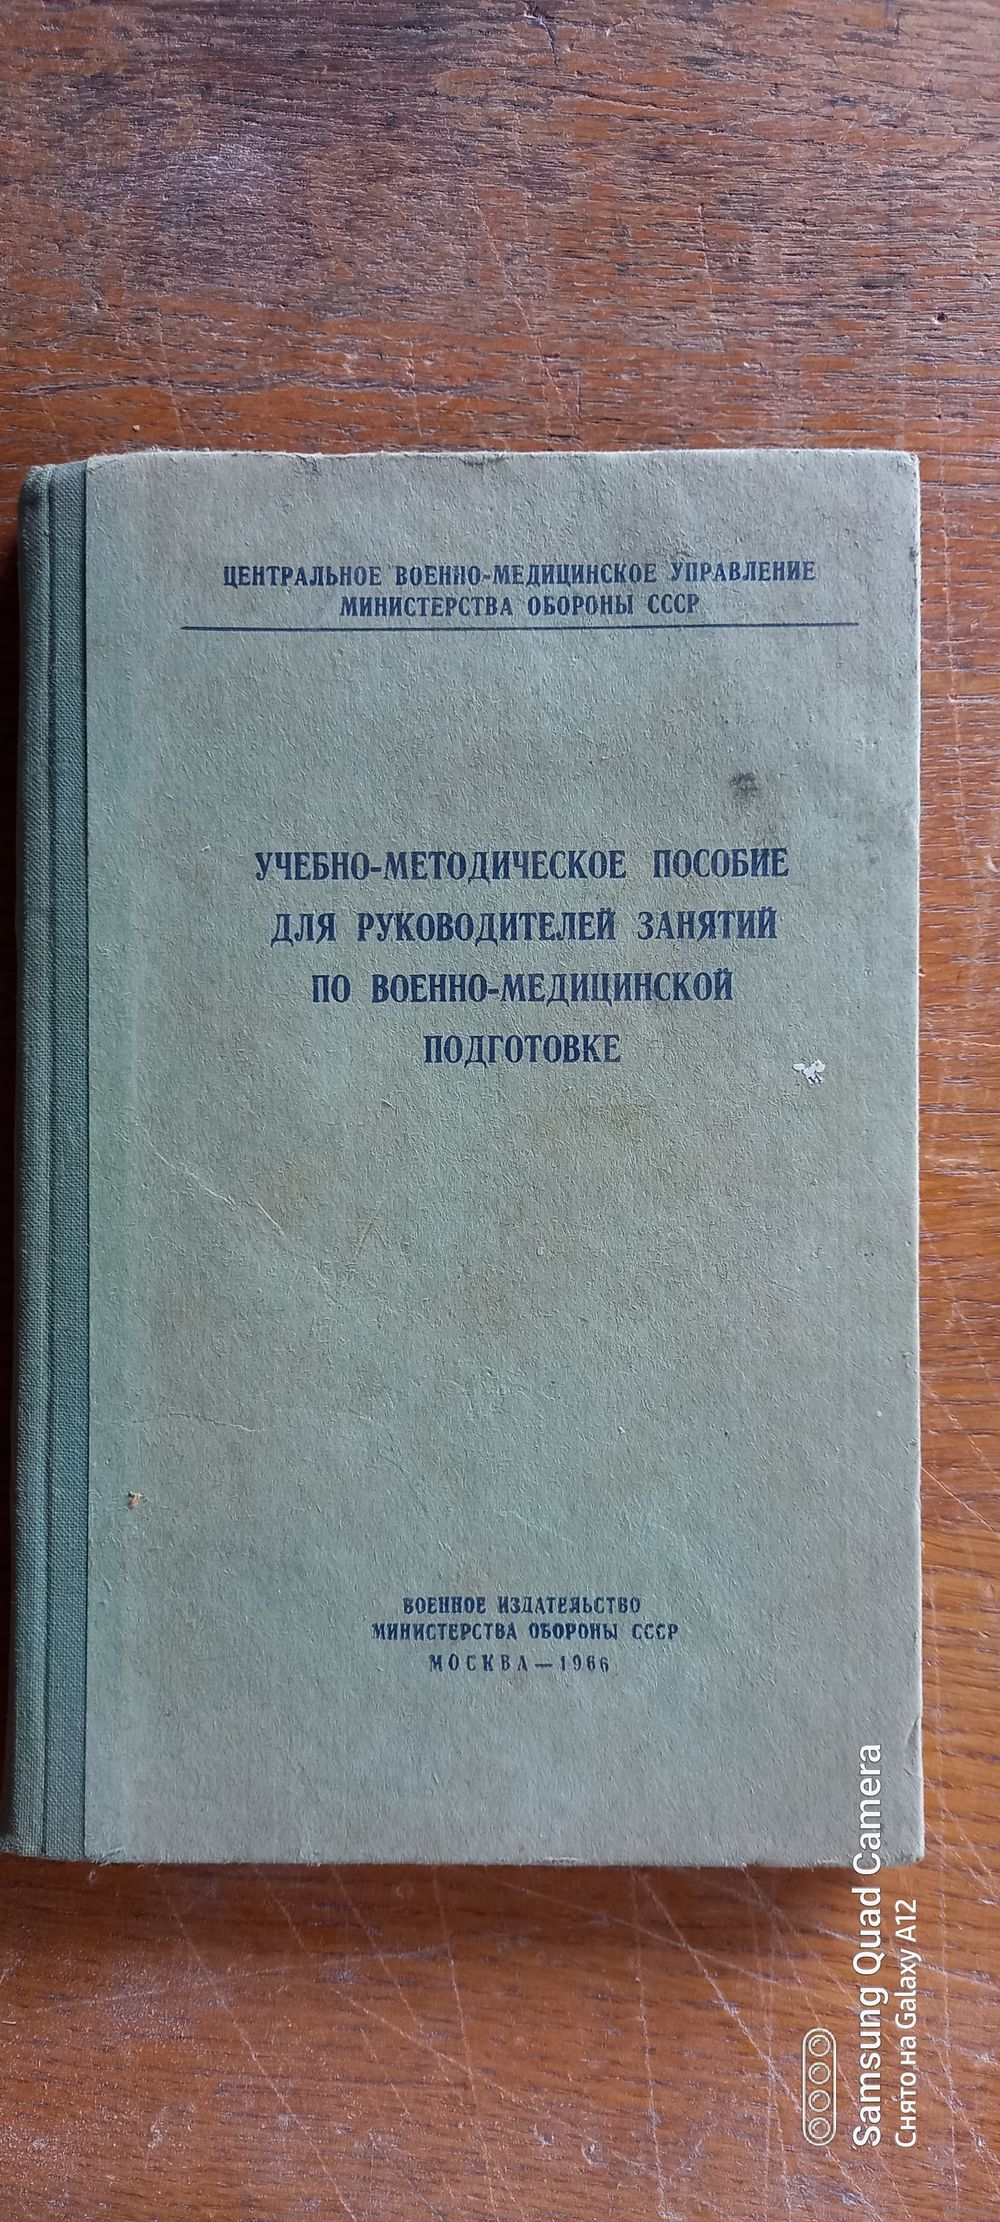 ЦЕНТРАЛЬНОЕ ВОЕННО-МЕДИЦИНСКОЕ УПРАВЛЕНИЕ
МИНИСТЕРСТВА ОБОРОНЫ СССР
УЧЕБНО-МЕТОДИЧЕСКОЕ ПОСОБИЕ
ДЛЯ РУКОВОДИТЕЛЕЙ ЗАНЯТИЙ
ПО ВОЕННО-МЕДИЦИНСКОЙ
ПОДГОТОВКЕ
ВОЕННОЕ ИЗДАТЕЛЬСТВО
МИНИСТЕРСТВА ОБОРОНЫ СССР
МОСКВА — 1966
Samsung Quad Camera
Снято на Galaxy A12